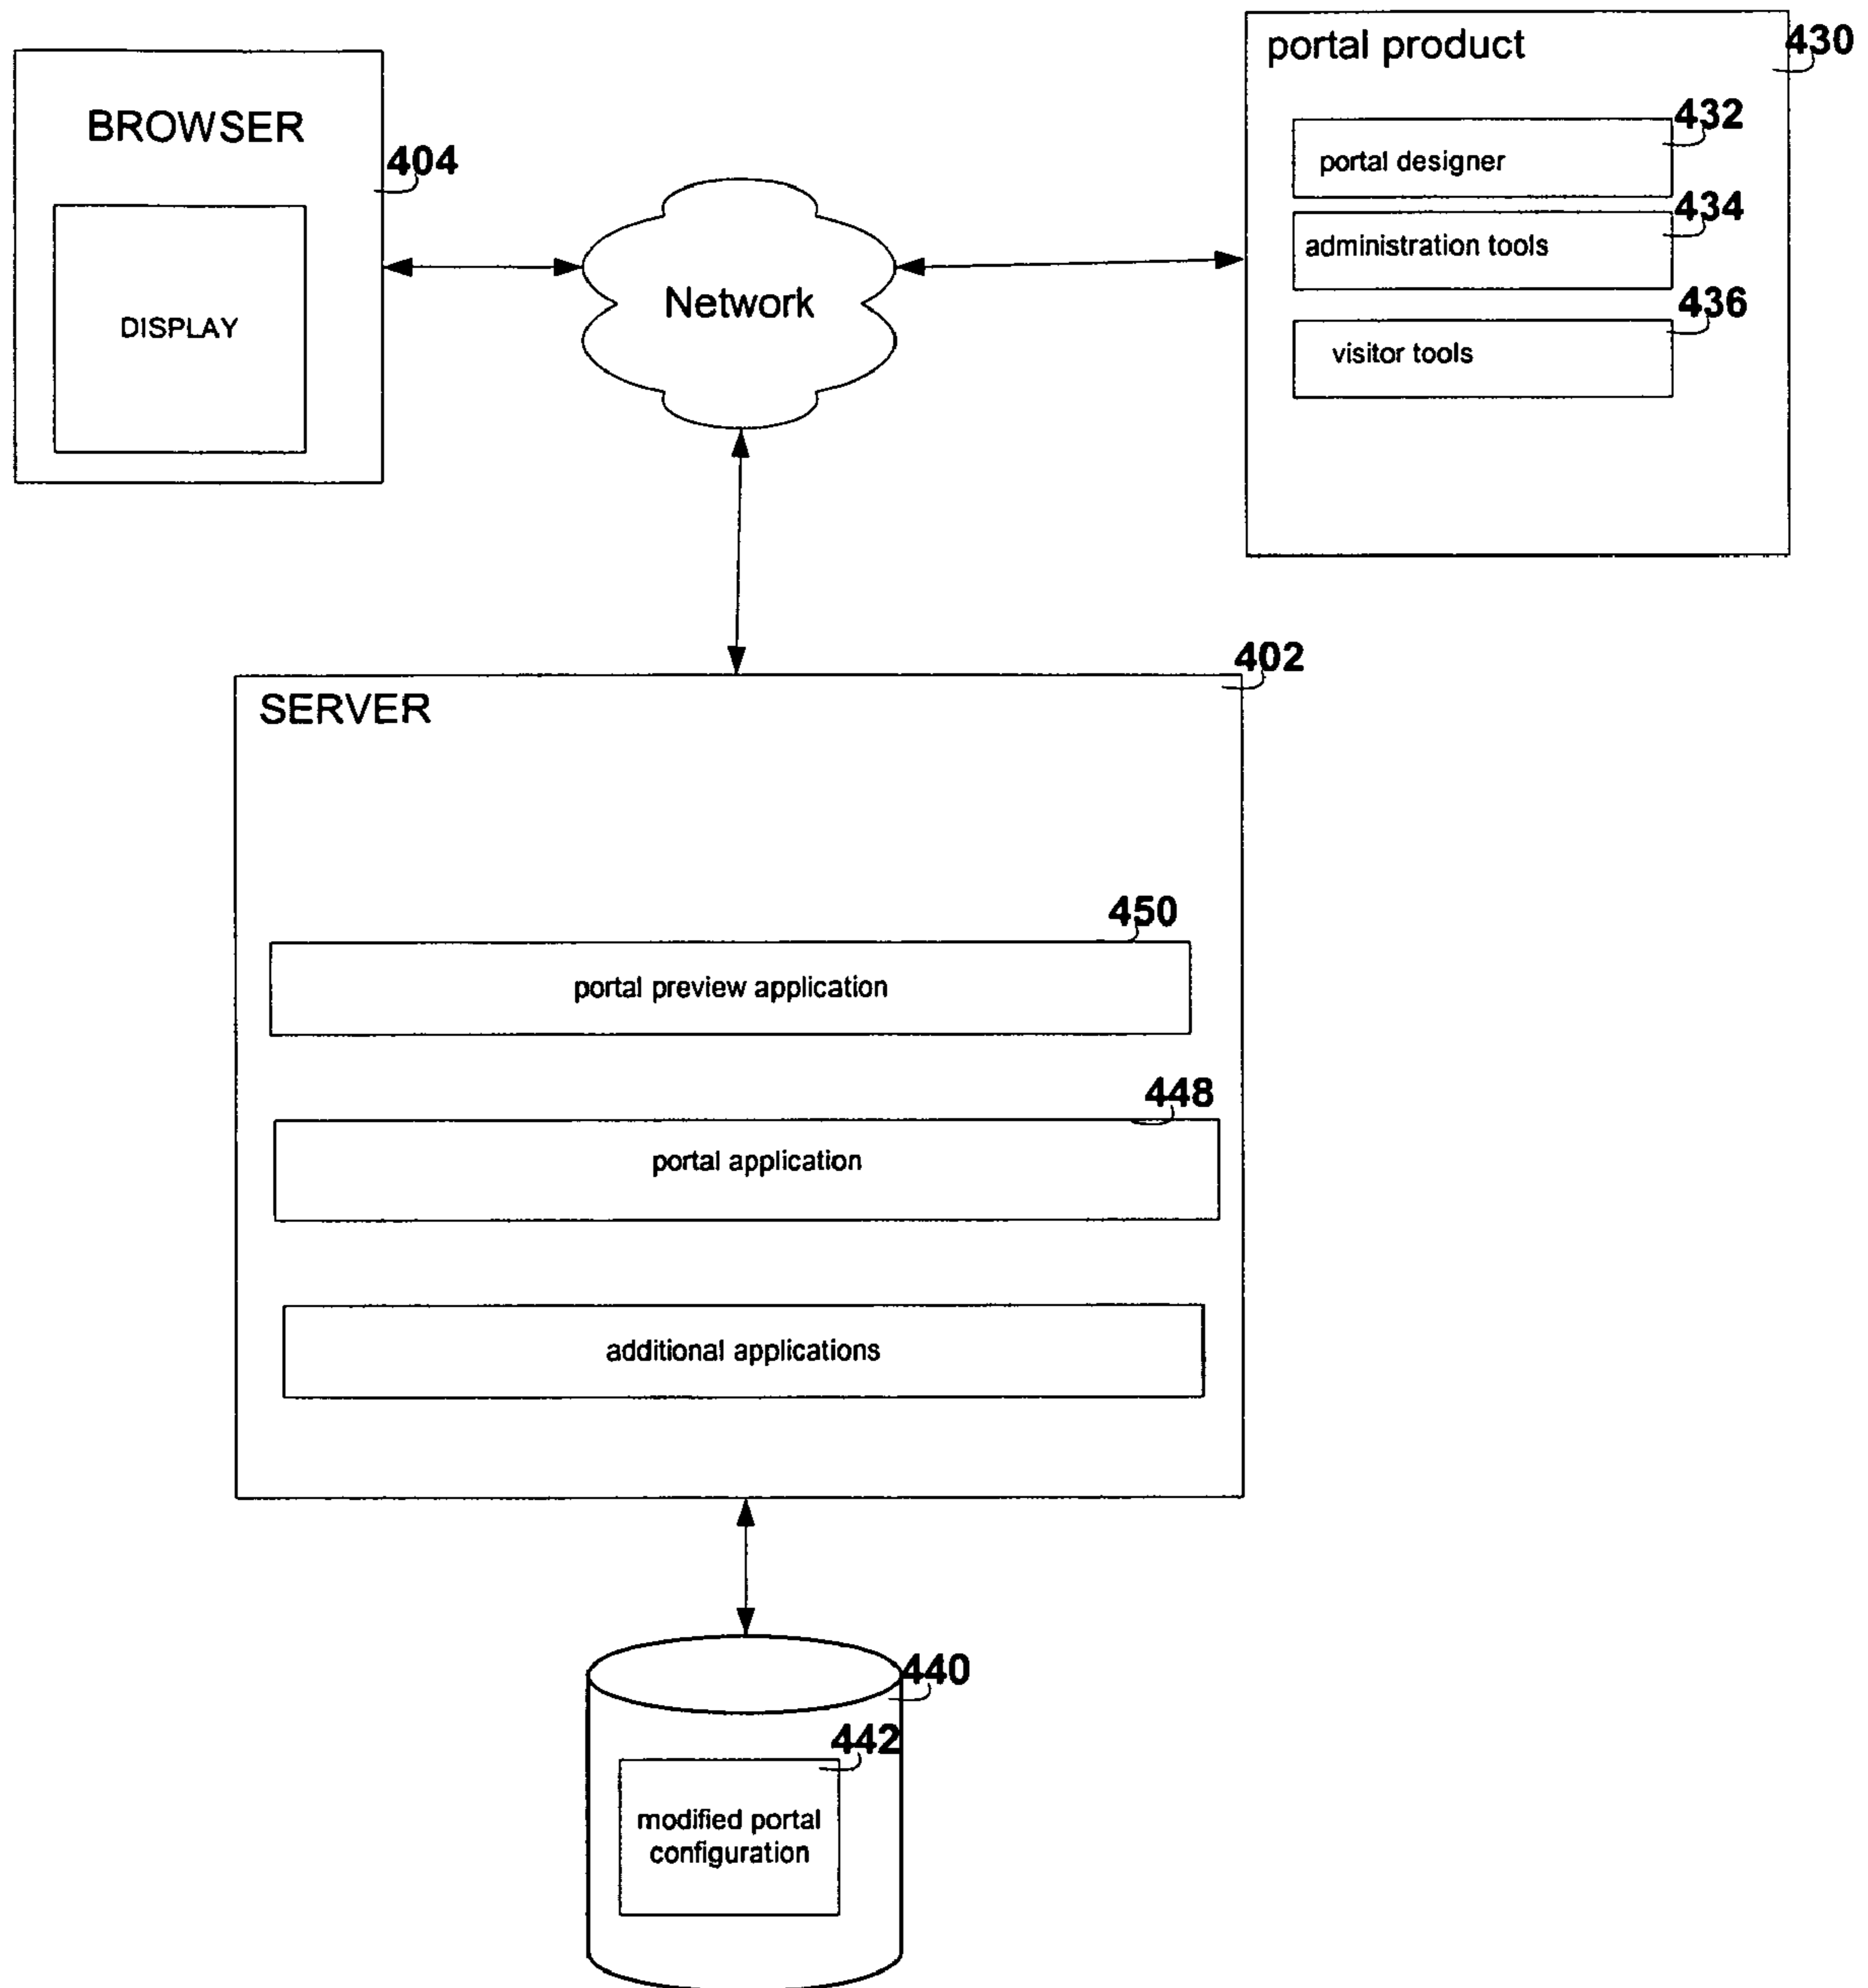 portal product
430
BROWSER
404
DISPLAY
Network
432
portal designer
434
administration tools
436
visitor tools
402
SERVER
450
portal preview application
448
portal application
additional applications
440
442
modified portal
configuration